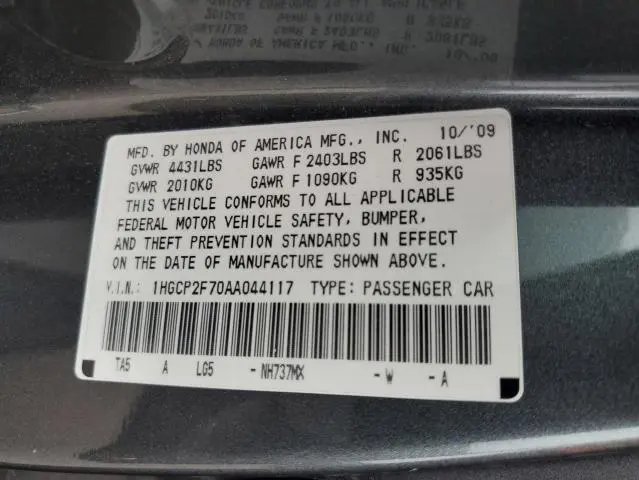 MFD. BY HONDA OF AMERICA MFG., INC. 10/'09
GVWR 4431LBS GAWR F 2403LBS R 2061LBS
GVWR 2010KG GAWR F 1090KG R 935KG
THIS VEHICLE CONFORMS TO ALL APPLICABLE
FEDERAL MOTOR VEHICLE SAFETY, BUMPER,
AND THEFT PREVENTION STANDARDS IN EFFECT
ON THE DATE OF MANUFACTURE SHOWN ABOVE.
V.I.N.: 1HGCP2F70AA044117 TYPE: PASSENGER CAR
TA5 A LG5 - NH737MX - W - A